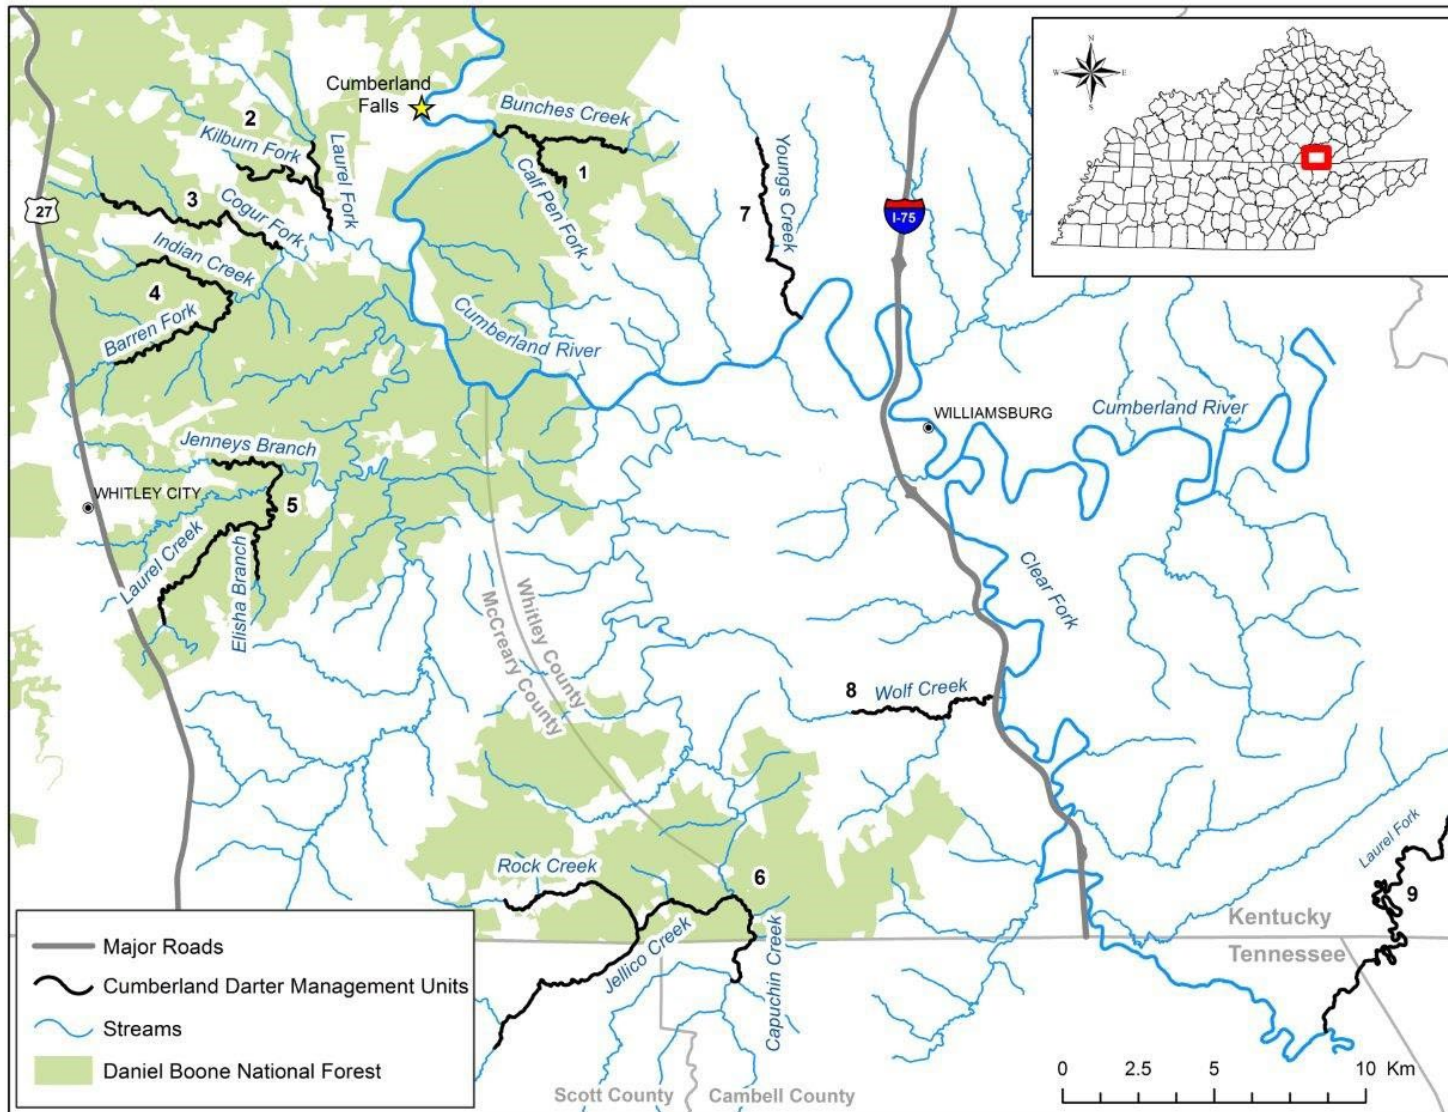 Cumberland
Falls
Bunches Creek
2
Kilburn Fork
Laurel Fork
Calf Pen Fork
1
3
Cogur Fork
27
Indian Creek
4
Barren Fork
Cumberland River
7
Youngs Creek
I-75
N
W
E
S
WILLIAMSBURG
Cumberland River
Jenneys Branch
WHITLEY CITY
5
Laurel Creek
Elisha Branch
Whitley County
McCreary County
Clear Fork
8
Wolf Creek
Rock Creek
6
Jellico Creek
Capuchin Creek
Laurel Fork
9
Kentucky
Tennessee
Scott County
Cambell County
Major Roads
Cumberland Darter Management Units
Streams
Daniel Boone National Forest
0 2.5 5 10 Km